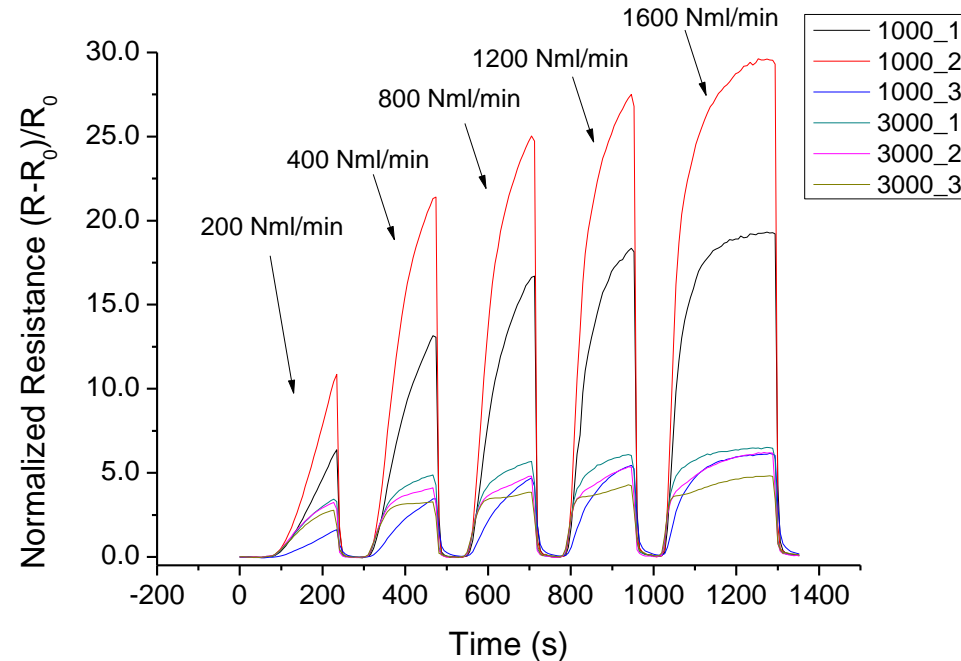 1600 Nml/min
1200 Nml/min
800 Nml/min
400 Nml/min
200 Nml/min
1000_1
1000_2
1000_3
3000_1
3000_2
3000_3
Normalized Resistance (R-R₀)/R₀
30.0
25.0
20.0
15.0
10.0
5.0
0.0
-200 0 200 400 600 800 1000 1200 1400
Time (s)